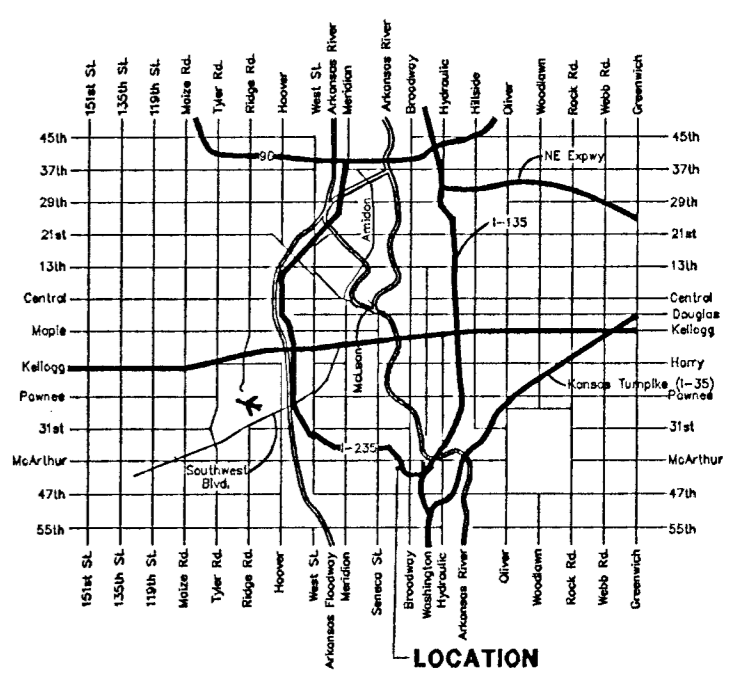 151st St.
135th St.
119th St.
Maize Rd.
Tyler Rd.
Ridge Rd.
Hoover
West St.
Arkansas River
Meridian
Arkansas River
Broadway
Hydraulic
Hillside
Oliver
Woodlawn
Rock Rd.
Webb Rd.
Greenwich
45th
45th
37th
96
NE Expwy
37th
29th
29th
Amidon
I-135
21st
21st
13th
13th
Central
Central
Douglas
Maple
Kellogg
McLean
Kellogg
Harry
Kansas Turnpike (I-35)
Pawnee
Pawnee
31st
31st
I-235
McArthur
McArthur
Southwest
Blvd.
47th
47th
55th
55th
151st St.
135th St.
119th St.
Maize Rd.
Tyler Rd.
Ridge Rd.
Hoover
West St.
Arkansas Floodway
Meridian
Seneca St.
Broadway
Washington
Hydraulic
Arkansas River
Oliver
Woodlawn
Rock Rd.
Webb Rd.
Greenwich
LOCATION